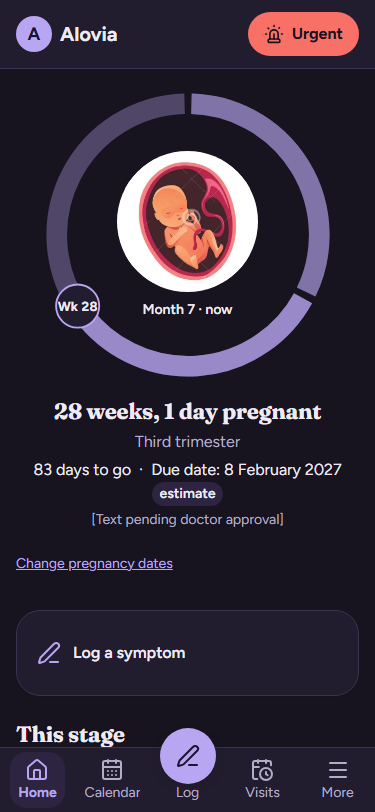 A Alovia
Urgent
Month 7 · now
Wk 28
28 weeks, 1 day pregnant
Third trimester
83 days to go · Due date: 8 February 2027
estimate
[Text pending doctor approval]
Change pregnancy dates
Log a symptom
This stage
Home
Calendar
Log
Visits
More